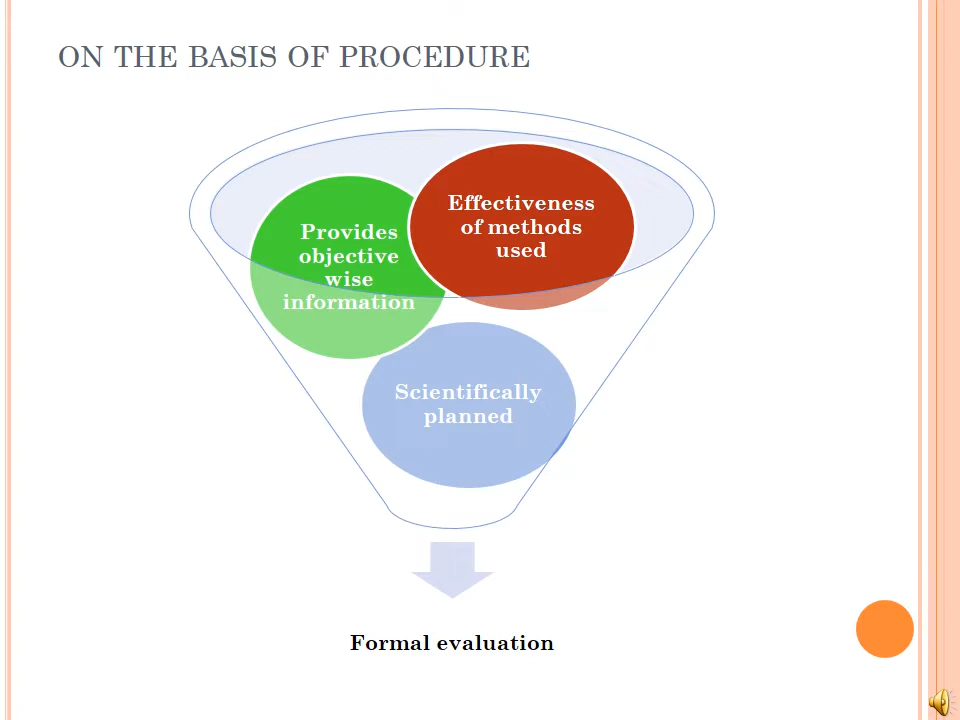 ON THE BASIS OF PROCEDURE
Effectiveness
of methods
used
Provides
objective
wise
information
Scientifically
planned
Formal evaluation